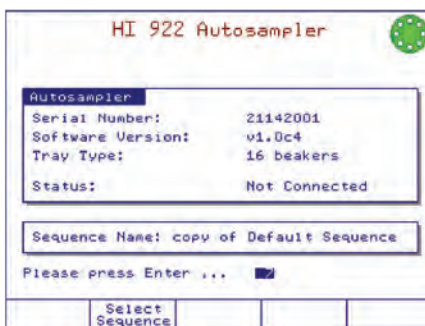 HI 922 Autosampler
Autosampler
Serial Number: 21142001
Software Version: v1.0c4
Tray Type: 16 beakers
Status: Not Connected
Sequence Name: copy of Default Sequence
Please press Enter ...
Select
Sequence